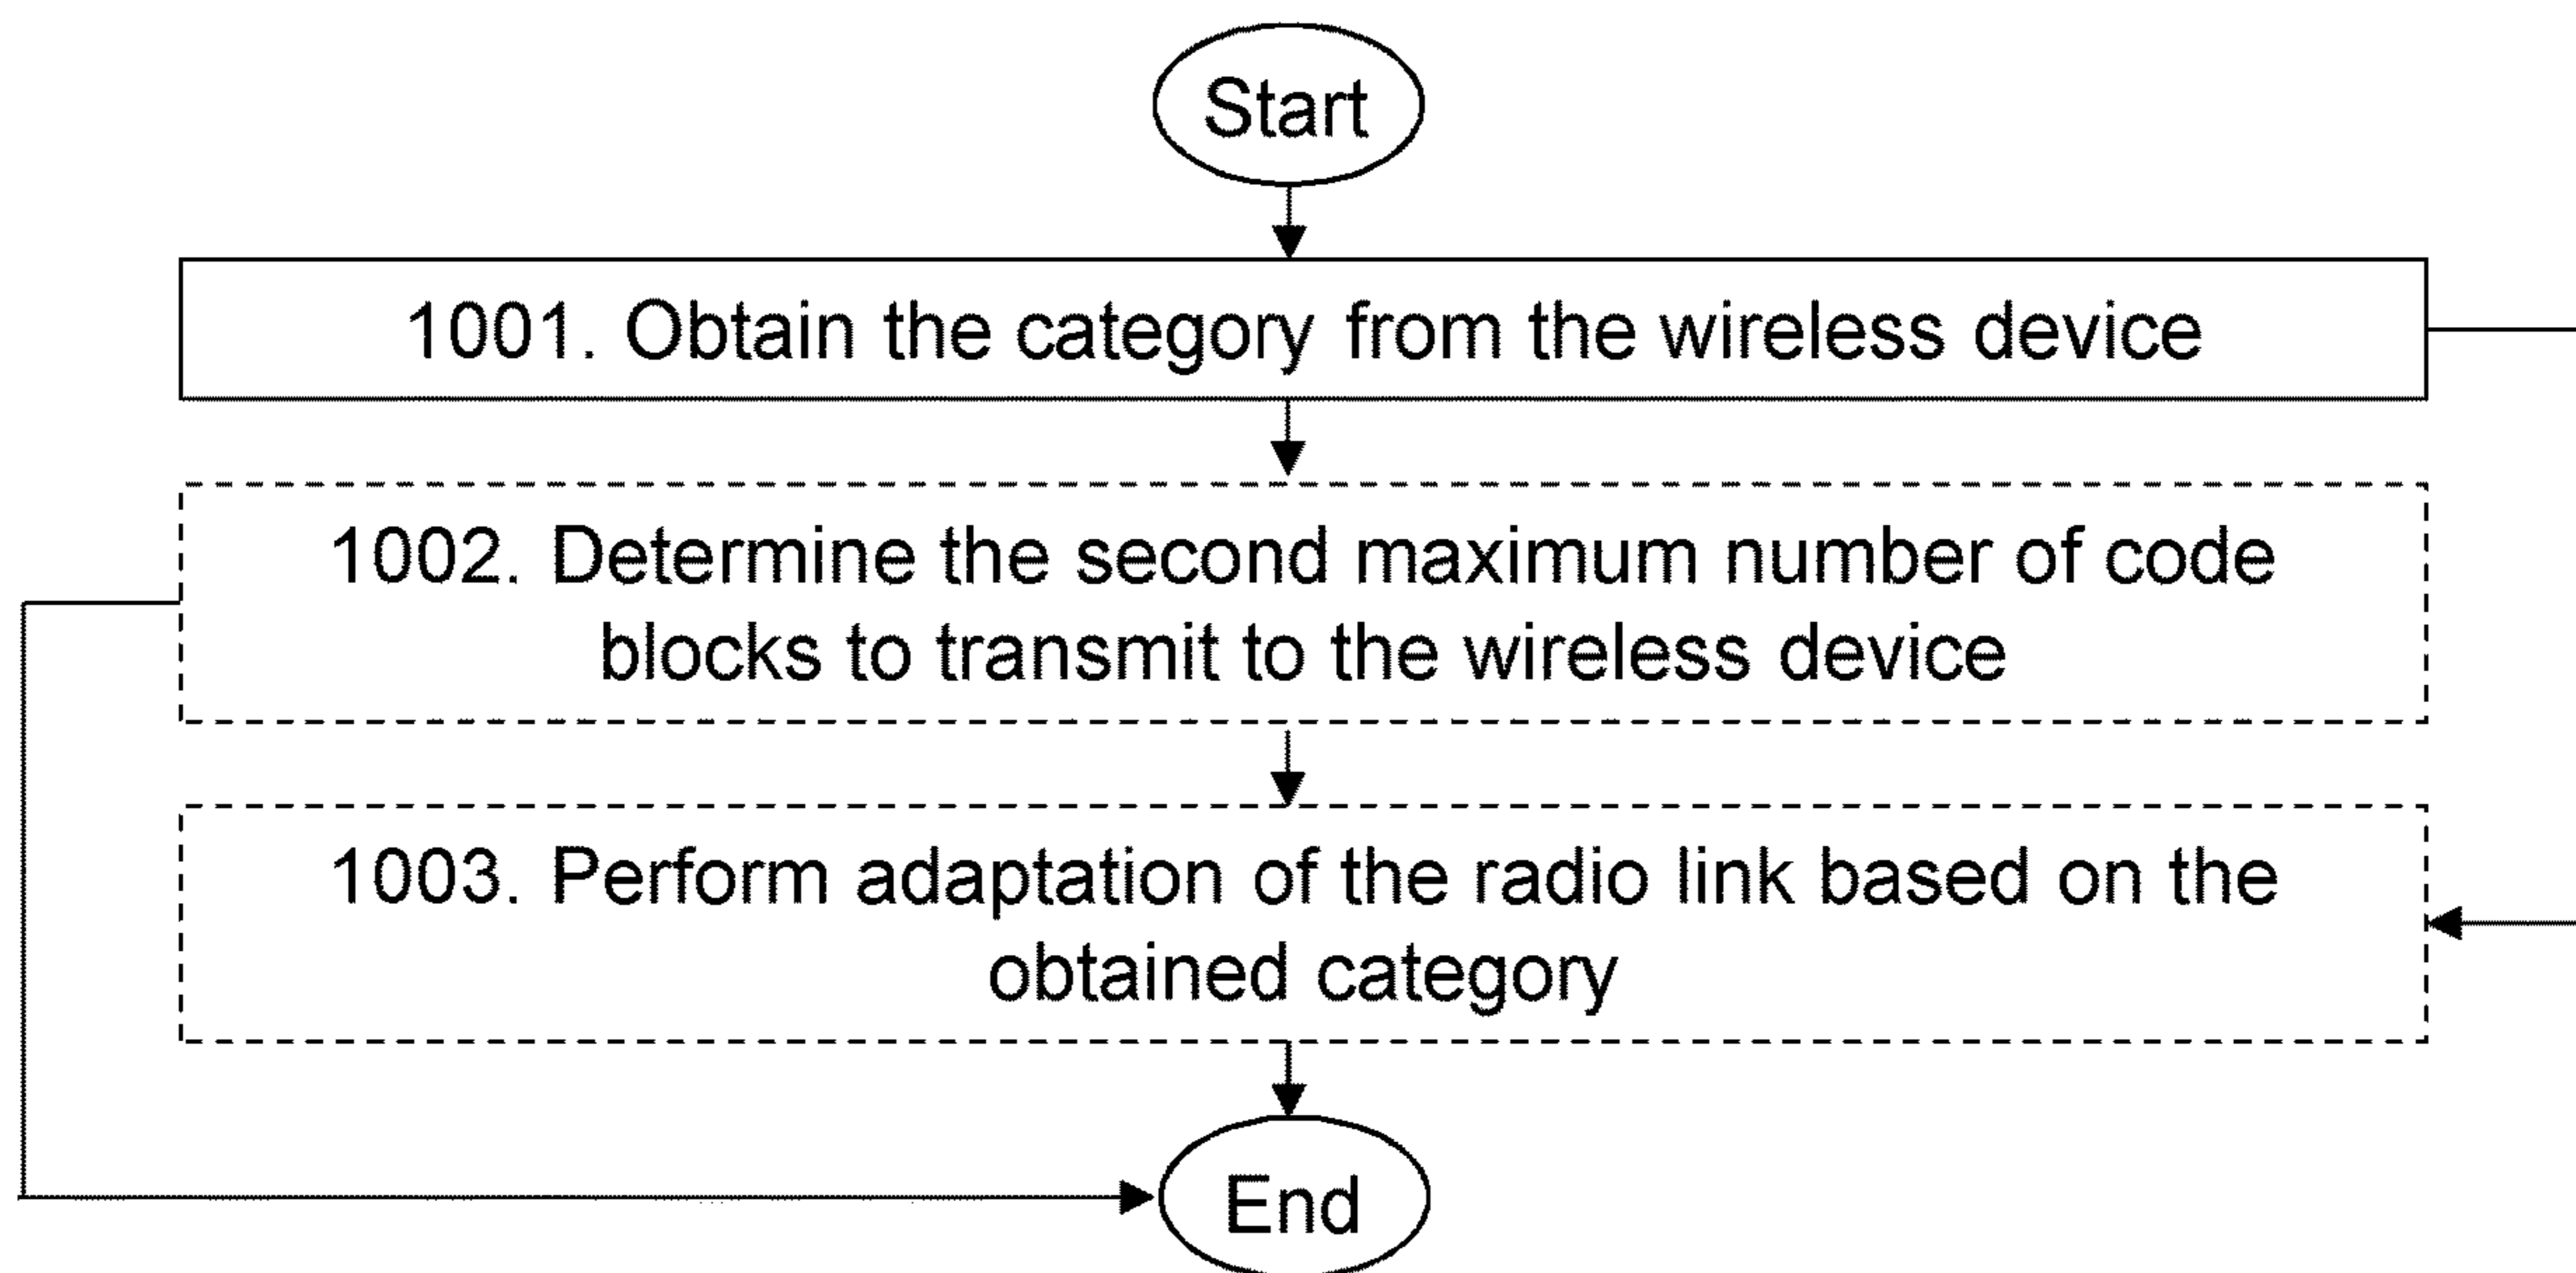 Start
1001. Obtain the category from the wireless device
1002. Determine the second maximum number of code
blocks to transmit to the wireless device
1003. Perform adaptation of the radio link based on the
obtained category
End